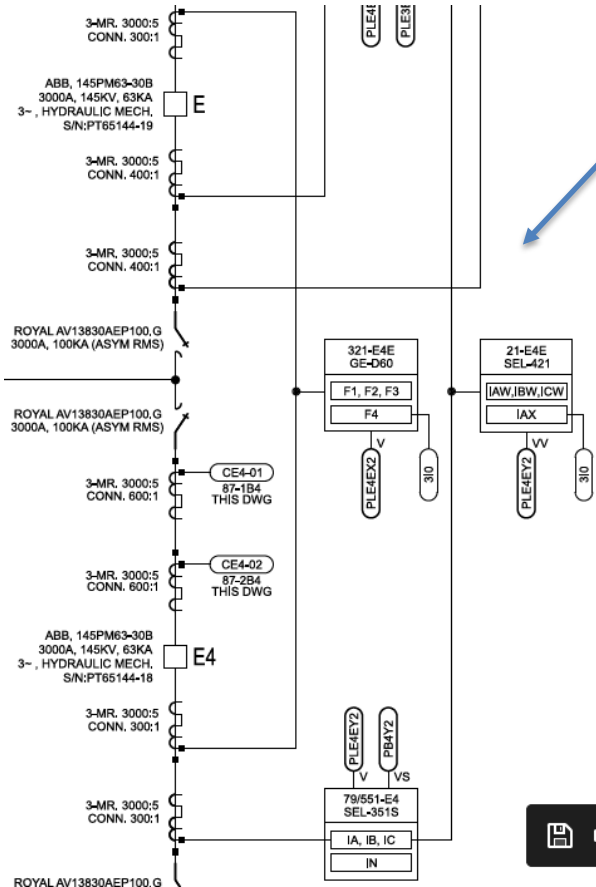 3-MR. 3000:5
CONN. 300:1
ABB, 145PM63-30B
3000A, 145KV, 63KA
3~ , HYDRAULIC MECH.
S/N:PT65144-19
E
3-MR. 3000:5
CONN. 400:1
3-MR. 3000:5
CONN. 400:1
ROYAL AV13830AEP100,G
3000A, 100KA (ASYM RMS)
321-E4E
GE-D60
F1, F2, F3
F4
V
PLE4EX2
3I0
21-E4E
SEL-421
IAW,IBW,ICW
IAX
VV
PLE4EY2
3I0
ROYAL AV13830AEP100,G
3000A, 100KA (ASYM RMS)
3-MR. 3000:5
CONN. 600:1
CE4-01
87-1B4
THIS DWG
3-MR. 3000:5
CONN. 600:1
CE4-02
87-2B4
THIS DWG
ABB, 145PM63-30B
3000A, 145KV, 63KA
3~ , HYDRAULIC MECH.
S/N:PT65144-18
E4
3-MR. 3000:5
CONN. 300:1
PLE4EY2
PB4Y2
V
VS
79/551-E4
SEL-351S
IA, IB, IC
IN
3-MR. 3000:5
CONN. 300:1
ROYAL AV13830AEP100,G